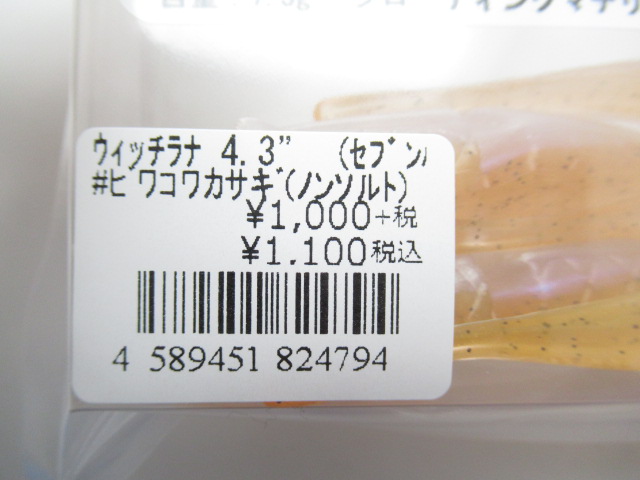 ｳｨｯﾁﾗﾅ 4.3" (ｾﾌﾞﾝ
#ﾋﾞﾜｺﾜｶｻｷﾞ(ﾉﾝｿﾙﾄ)
¥1,000+税
¥1.100税込
4 589451 824794